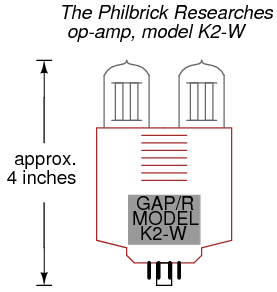 The Philbrick Researches
op-amp, model K2-W
approx.
4 inches
GAP/R
MODEL
K2-W